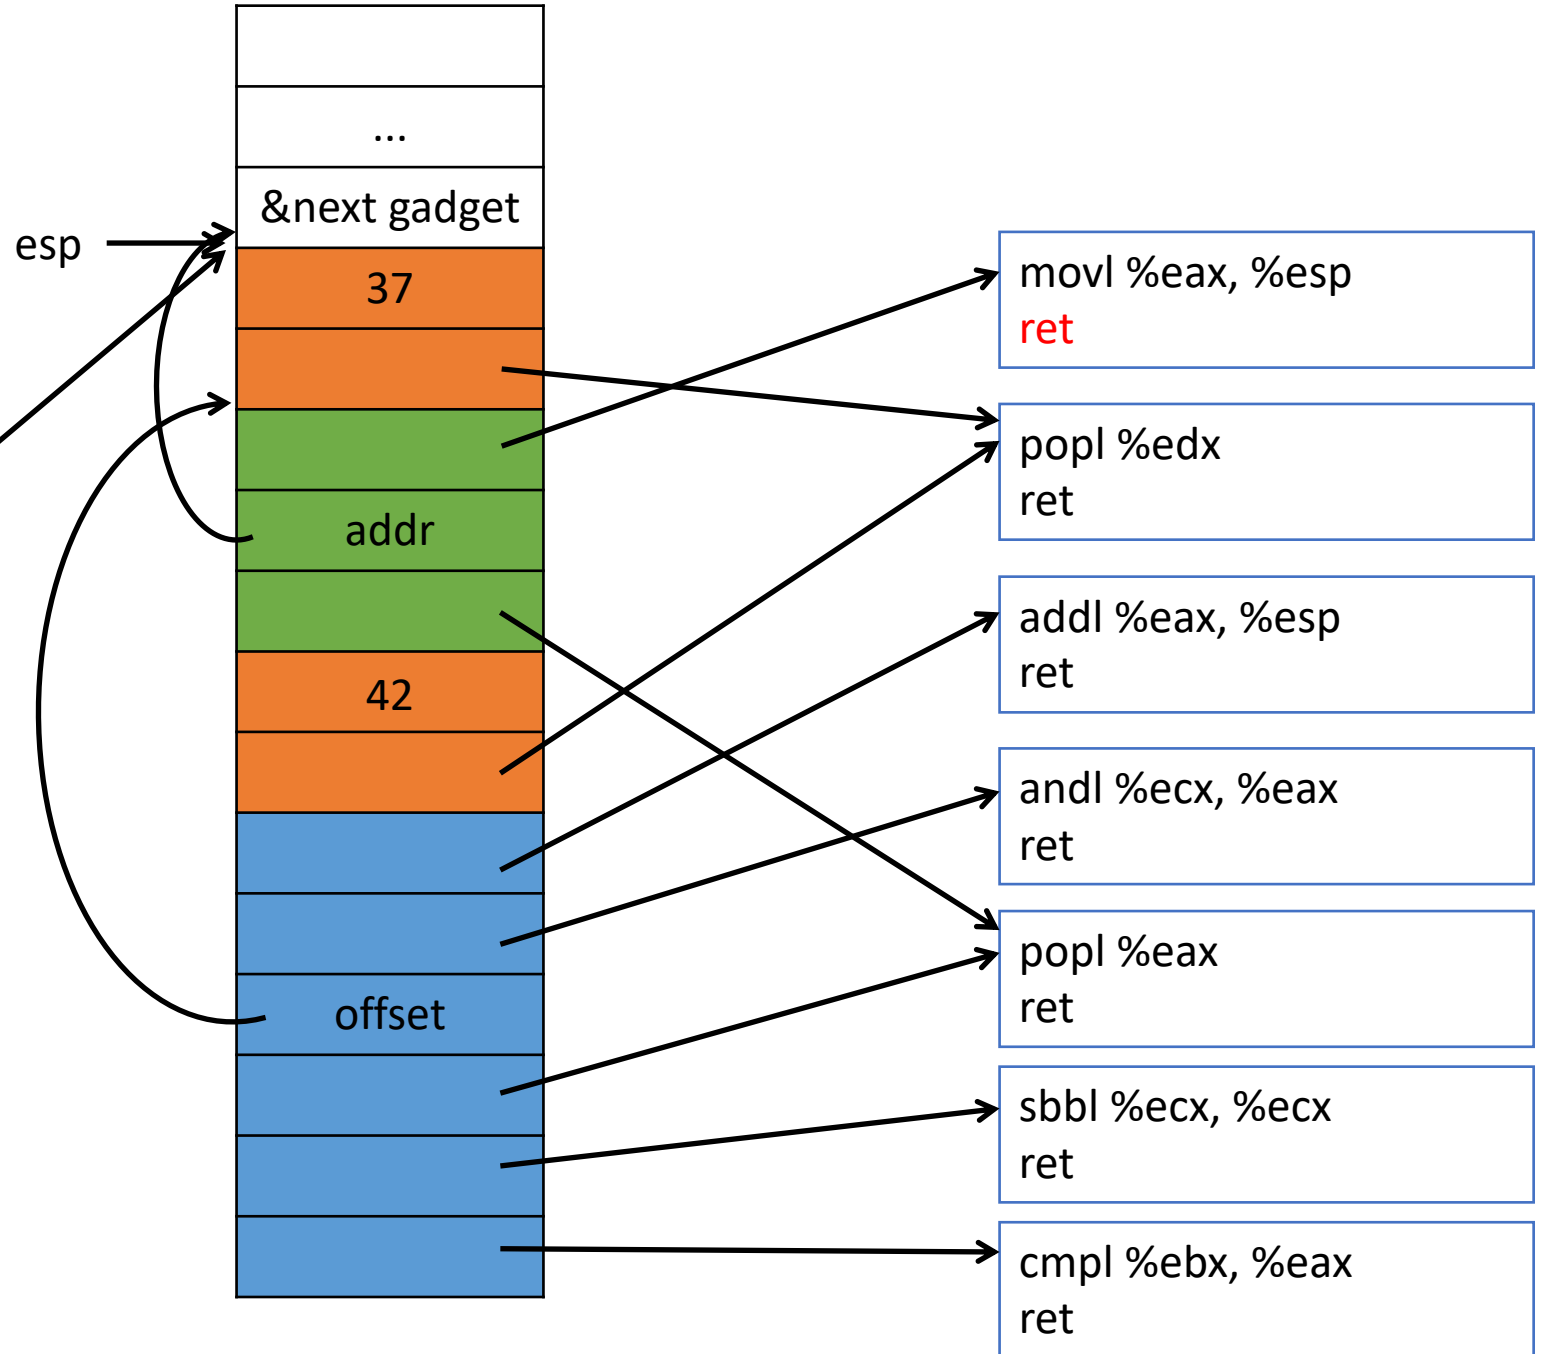 ...
&next gadget
esp
37
addr
42
offset
movl %eax, %esp
ret
popl %edx
ret
addl %eax, %esp
ret
andl %ecx, %eax
ret
popl %eax
ret
sbbl %ecx, %ecx
ret
cmpl %ebx, %eax
ret